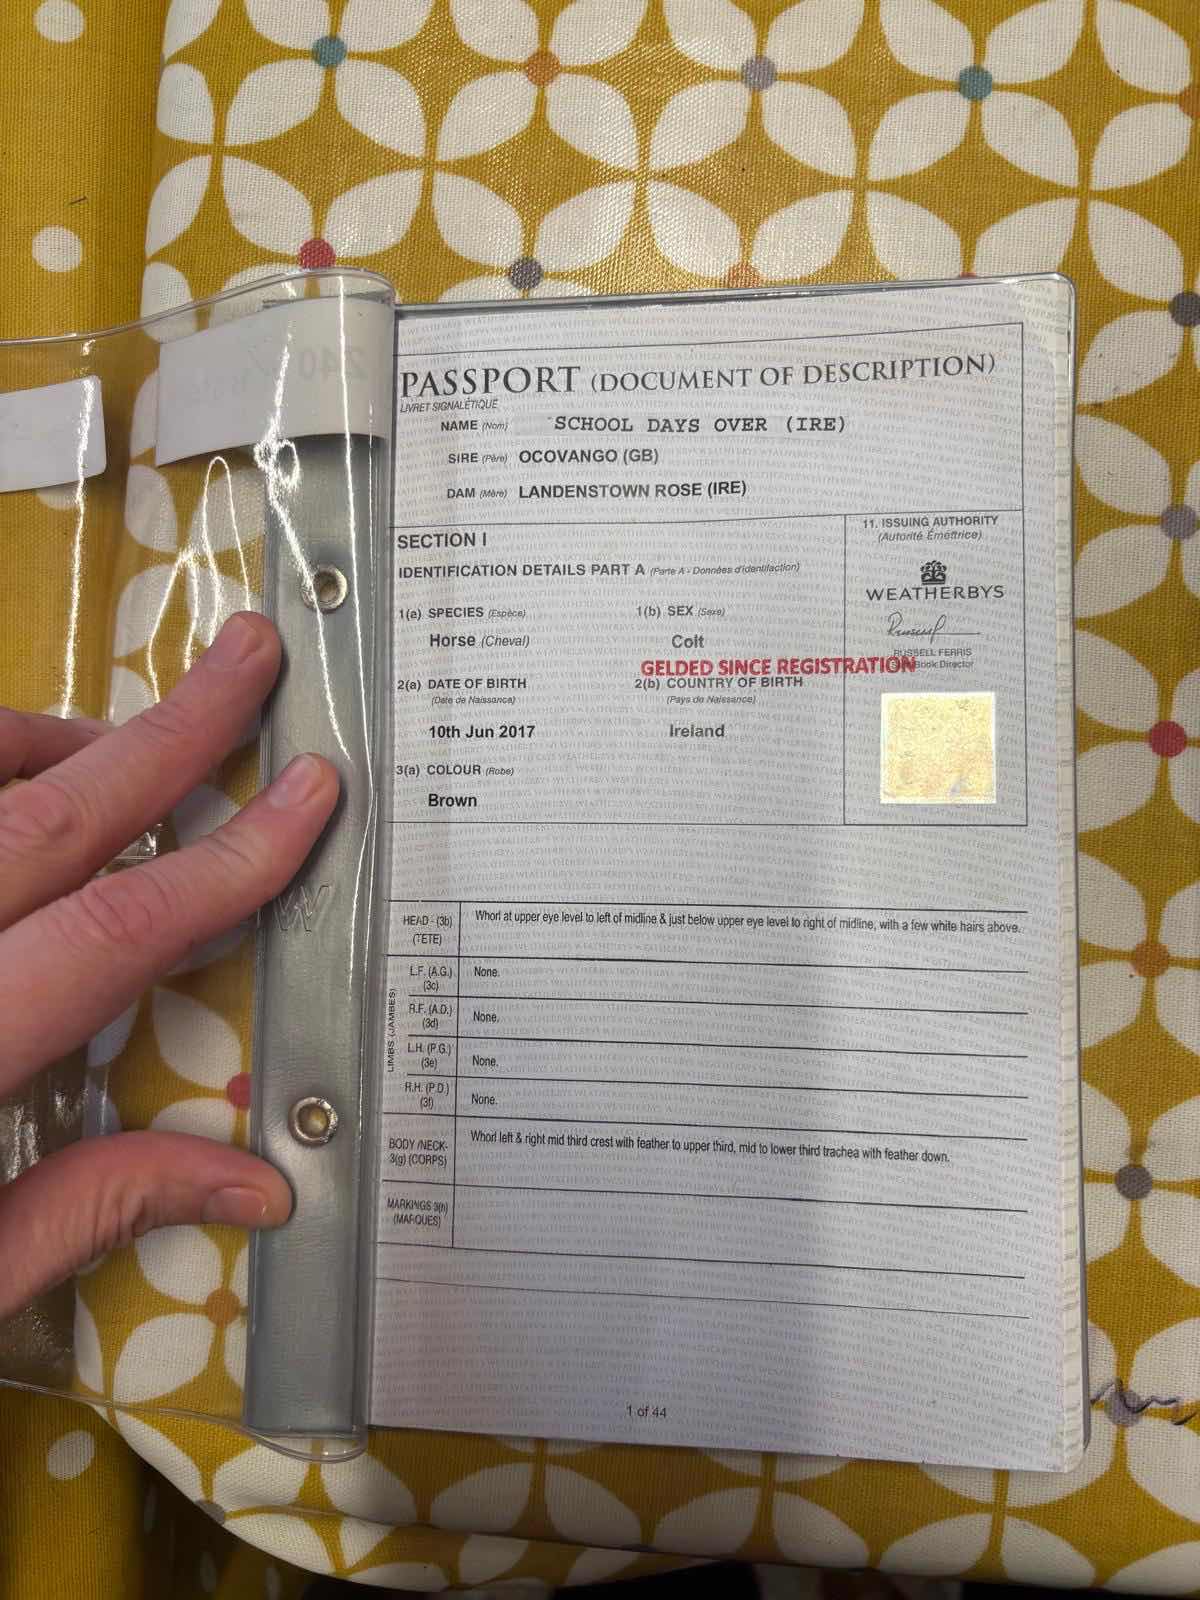 PASSPORT (DOCUMENT OF DESCRIPTION)
LIVRET SIGNALÉTIQUE
NAME (Nom) SCHOOL DAYS OVER (IRE)
SIRE (Père) OCOVANGO (GB)
DAM (Mère) LANDENSTOWN ROSE (IRE)
SECTION I
IDENTIFICATION DETAILS PART A (Parte A - Données d'identifaction)
1(a) SPECIES (Espèce) 1(b) SEX (Sexe)
Horse (Cheval) Colt
GELDED SINCE REGISTRATION
2(a) DATE OF BIRTH 2(b) COUNTRY OF BIRTH
(Date de Naissance) (Pays de Naissance)
10th Jun 2017 Ireland
3(a) COLOUR (Robe)
Brown
11. ISSUING AUTHORITY
(Autorité Émettrice)
WEATHERBYS
RUSSELL FERRIS
Book Director
HEAD - (3b) Whorl at upper eye level to left of midline & just below upper eye level to right of midline, with a few white hairs above.
(TETE)
LIMBS (JAMBES)
L.F. (A.G.) None.
(3c)
R.F. (A.D.) None.
(3d)
L.H. (P.G.) None.
(3e)
R.H. (P.D.) None.
(3f)
BODY /NECK- Whorl left & right mid third crest with feather to upper third, mid to lower third trachea with feather down.
3(g) (CORPS)
MARKINGS 3(h)
(MARQUES)
1 of 44
W